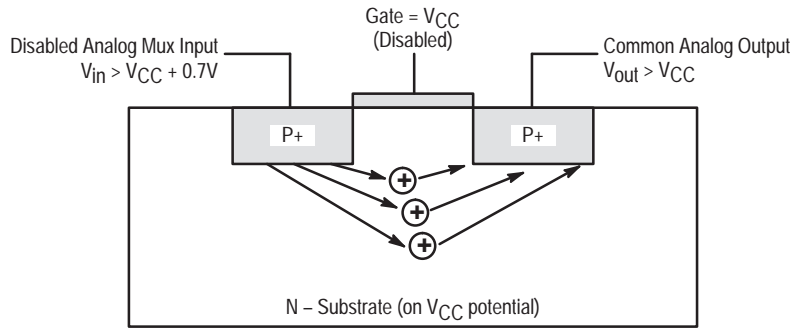 Gate = VCC
(Disabled)
Disabled Analog Mux Input
Vin > VCC + 0.7V
Common Analog Output
Vout > VCC
P+
P+
+
+
+
N – Substrate (on VCC potential)